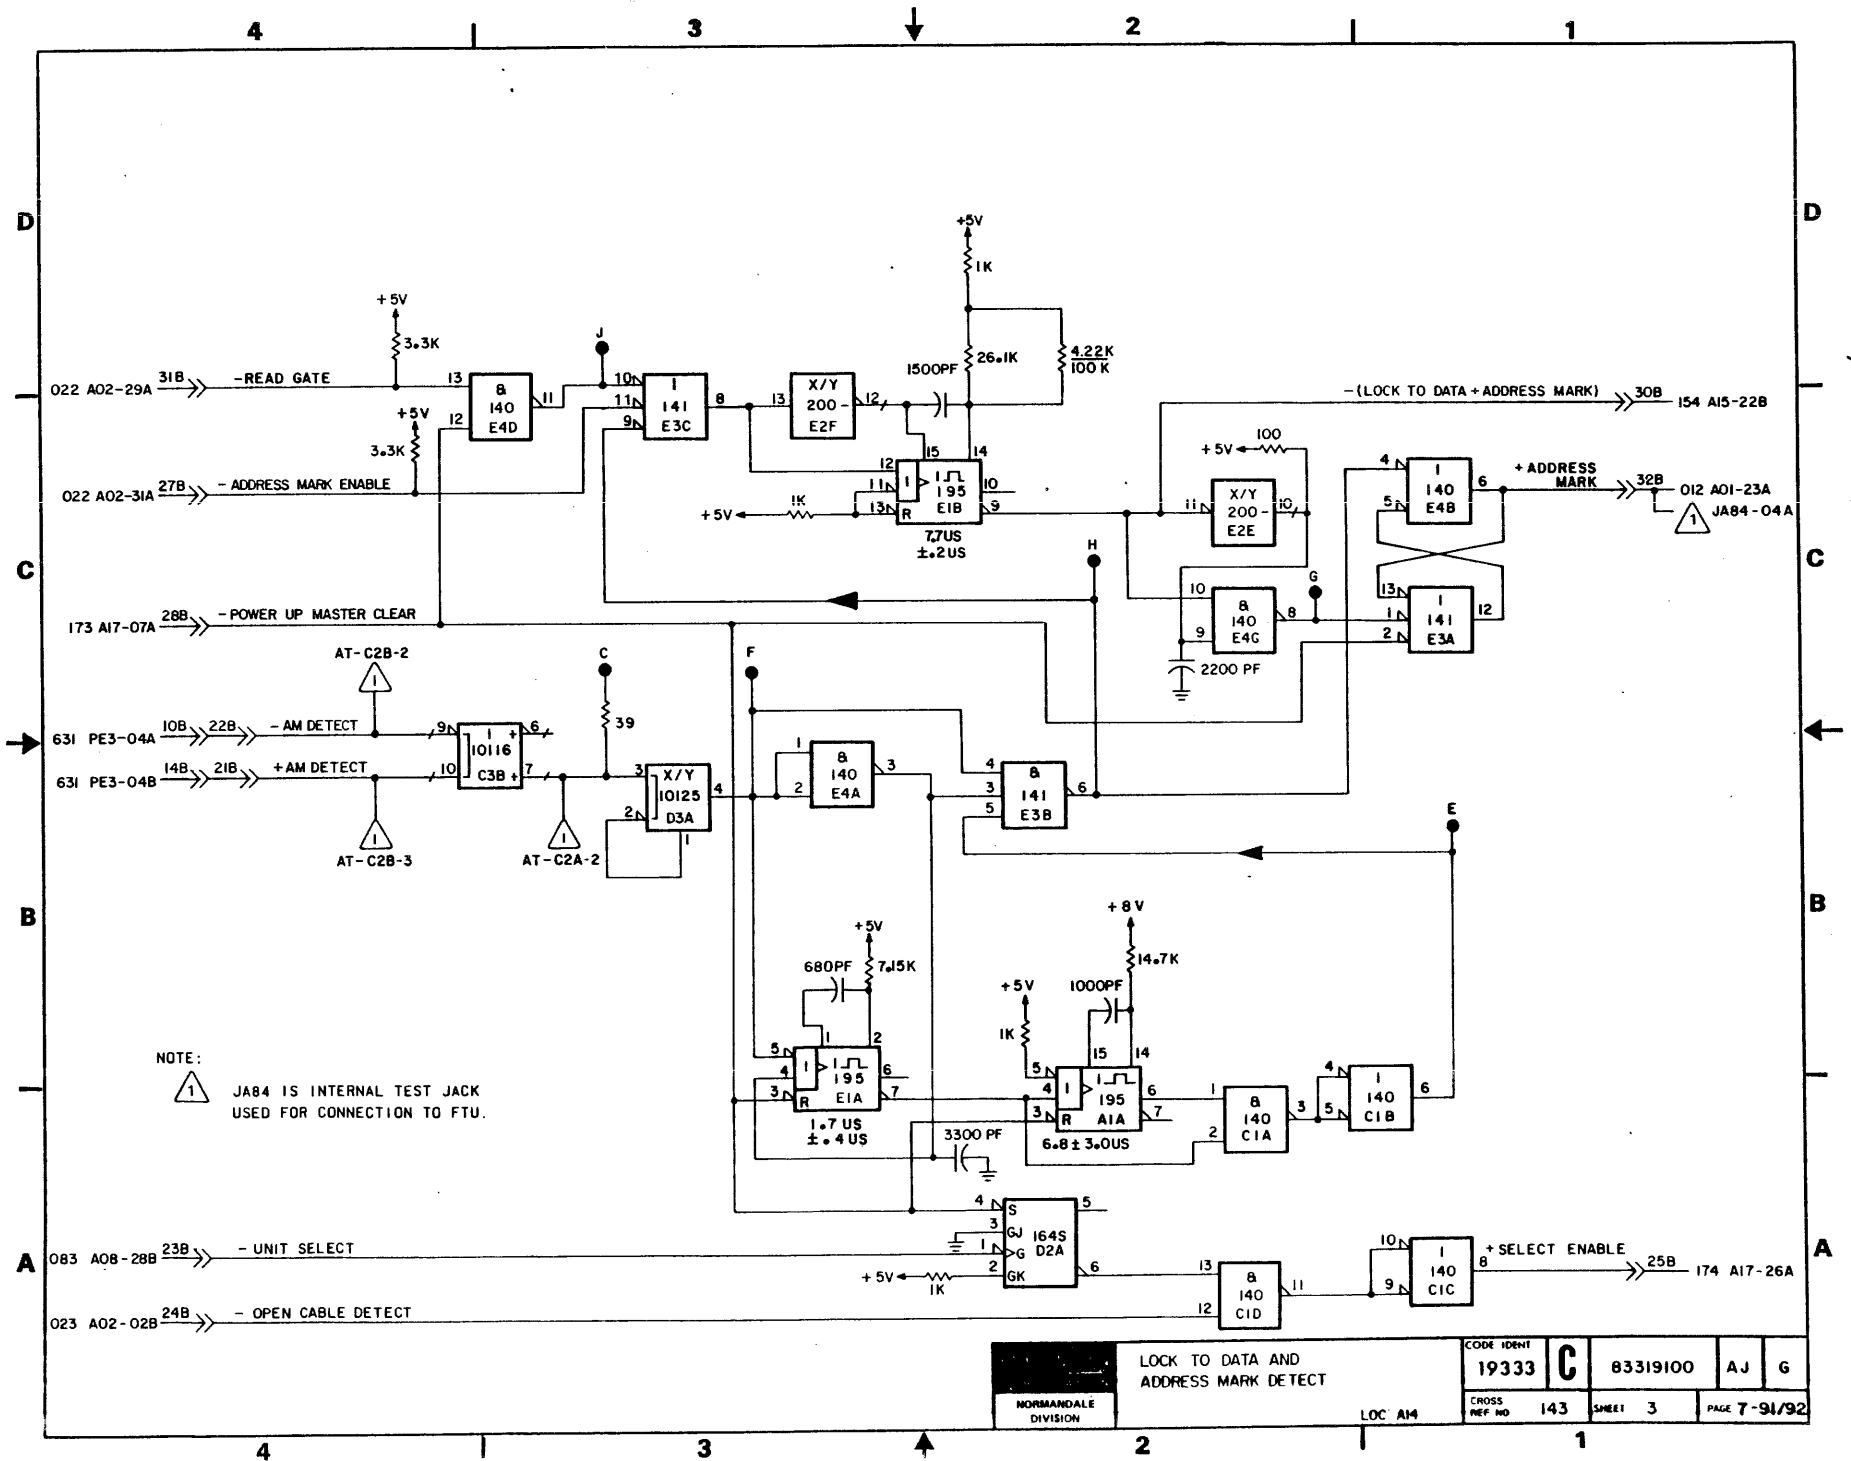 4 3 2 1
D
+5V
1K
26.1K
4.22K
100K
1500PF
+5V
3.3K
J
022 A02-29A 31B -READ GATE
13
12
&
140
E4D
11
10
11
9
1
141
E3C
8
13
X/Y
200-
E2F
12
-(LOCK TO DATA + ADDRESS MARK) 30B 154 A15-22B
+5V
3.3K
022 A02-31A 27B - ADDRESS MARK ENABLE
+5V
1K
15 14
12
11
13
1
R
1
195
E1B
10
9
7.7US
±.2US
+5V 100
11
X/Y
200-
E2E
10
4
5
1
140
E4B
6
+ ADDRESS
MARK
32B 012 A01-23A
1 JA84-04A
C
H
G
10
9
&
140
E4C
8
2200 PF
13
1
2
1
141
E3A
12
173 A17-07A 28B -POWER UP MASTER CLEAR
AT-C2B-2
1
C
39
F
631 PE3-04A 10B 22B - AM DETECT
631 PE3-04B 14B 21B + AM DETECT
9
10
1 +
10116
C3B +
6
7
1
AT-C2B-3
1
AT-C2A-2
3
2
X/Y
10125
D3A
4
1
1
2
&
140
E4A
3
4
3
5
&
141
E3B
6
E
B
+5V
7.15K
680PF
1 2
5
4
3
1
R
1
195
E1A
6
7
1.7 US
±.4 US
3300 PF
+8V
14.7K
1000PF
+5V
1K
15 14
5
4
3
1
R
1
195
A1A
6
7
6.8 ± 3.0US
1
2
&
140
C1A
3
4
5
1
140
C1B
6
NOTE:
1 JA84 IS INTERNAL TEST JACK
USED FOR CONNECTION TO FTU.
A
4
3
1
2
S
GJ
G
GK
164S
D2A
5
6
+5V
1K
083 A08-28B 23B - UNIT SELECT
023 A02-02B 24B - OPEN CABLE DETECT
13
12
&
140
C1D
11
10
9
1
140
C1C
8
+ SELECT ENABLE
25B 174 A17-26A
NORMANDALE
DIVISION
LOCK TO DATA AND
ADDRESS MARK DETECT
LOC A14
CODE IDENT
19333
C
83319100
AJ
G
CROSS
REF NO 143
SHEET 3
PAGE 7-91/92
4 3 2 1
D
C
B
A